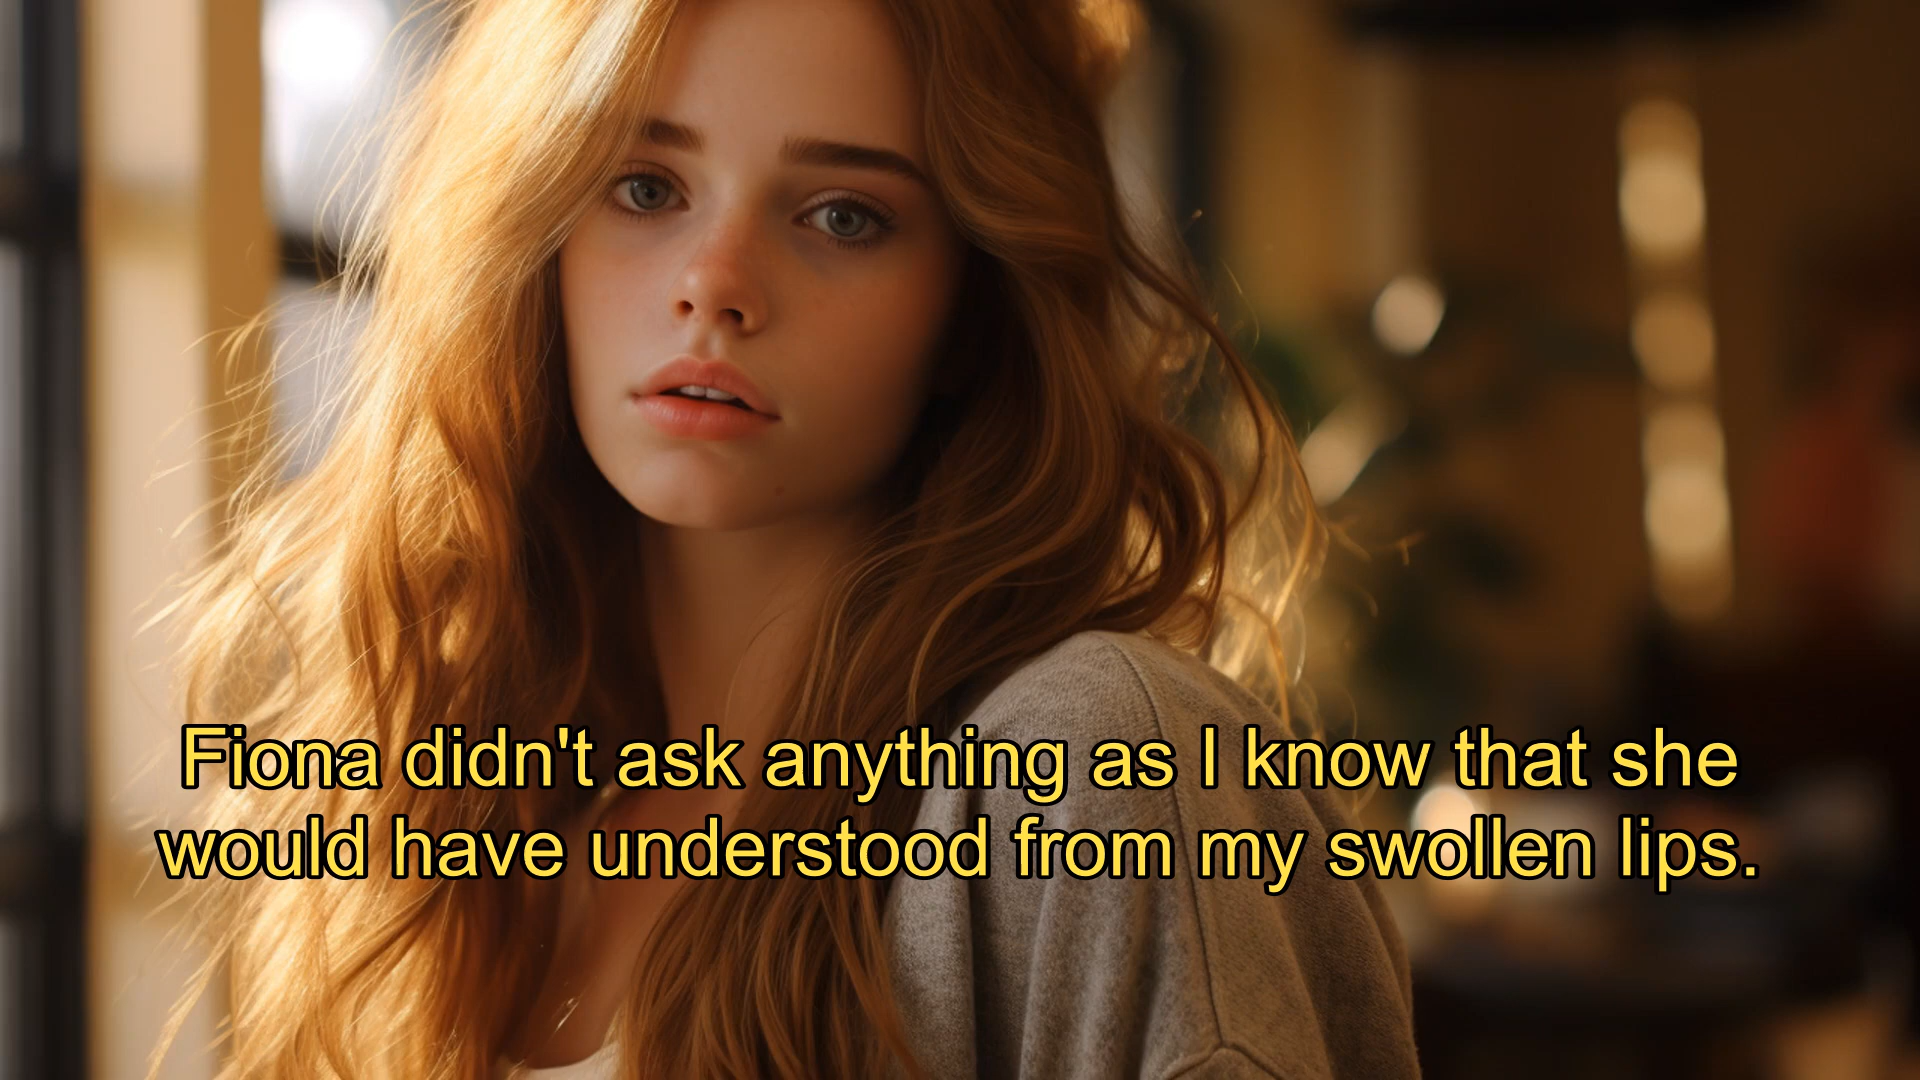 Fiona didn't ask anything as I know that she
would have understood from my swollen lips.